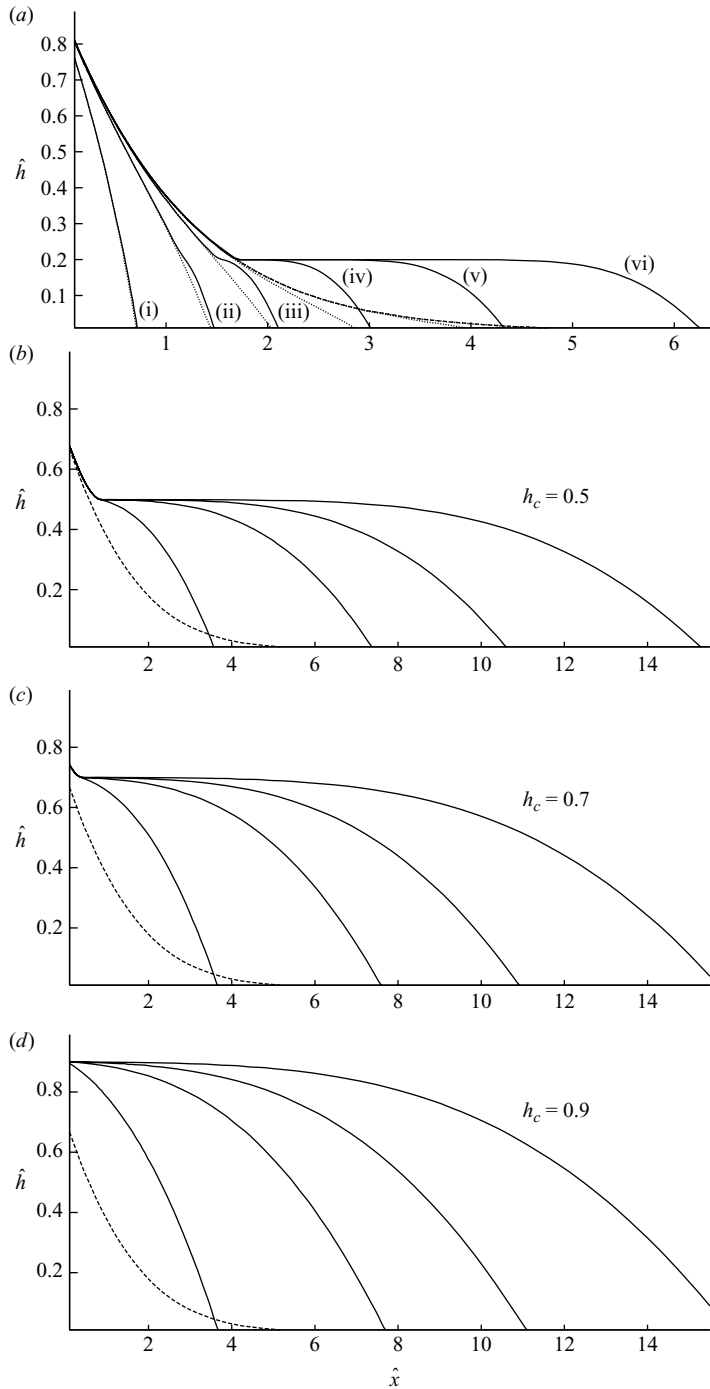 (a)
0.8
0.7
0.6
0.5
ĥ
0.4
0.3
0.2
0.1
(i)
(ii)
(iii)
(iv)
(v)
(vi)
1 2 3 4 5 6
(b)
0.8
0.6
ĥ
h_c = 0.5
0.4
0.2
2 4 6 8 10 12 14
(c)
0.8
0.6
h_c = 0.7
ĥ
0.4
0.2
2 4 6 8 10 12 14
(d)
0.8
h_c = 0.9
0.6
ĥ
0.4
0.2
2 4 6 8 10 12 14
x̂